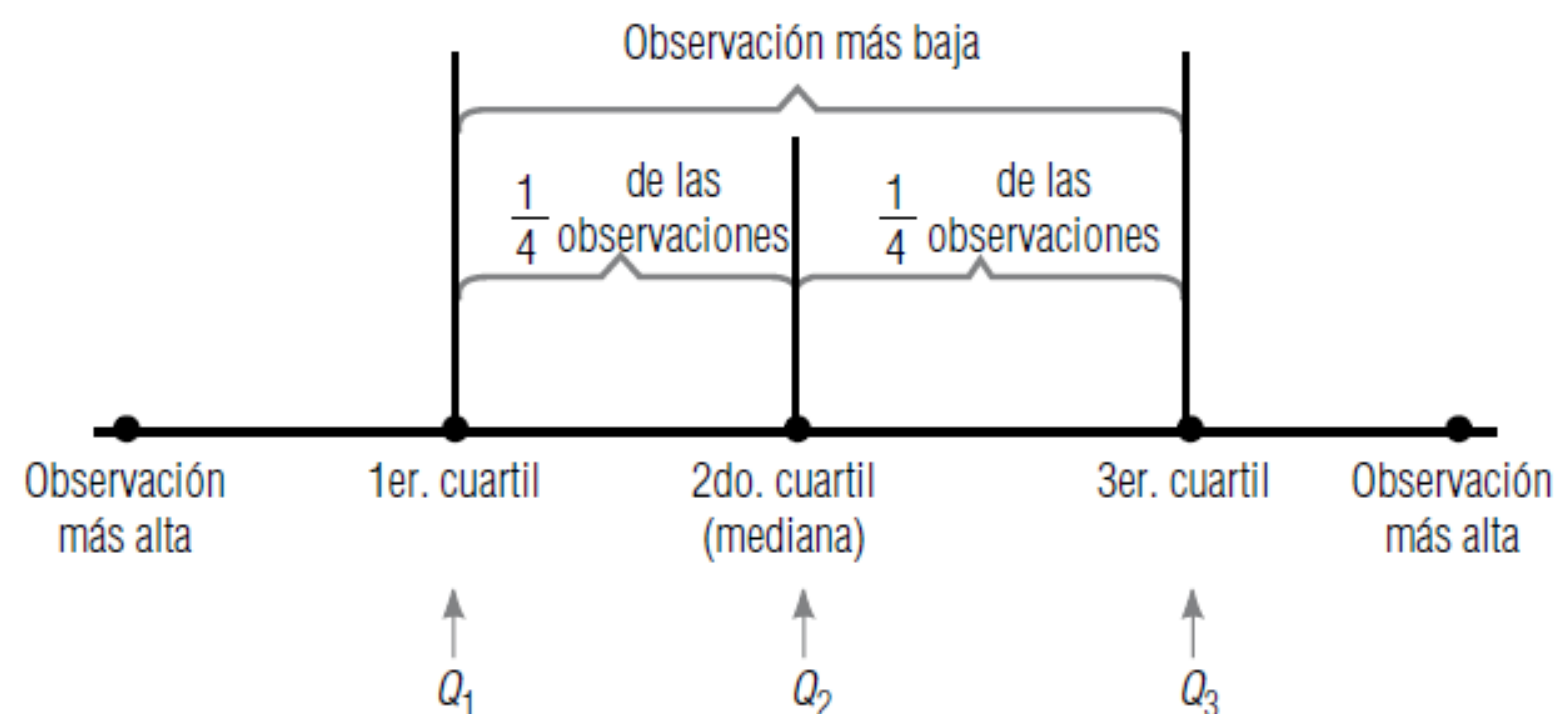 Observación más baja
1 de las
4 observaciones
1 de las
4 observaciones
Observación
más alta
1er. cuartil
2do. cuartil
(mediana)
3er. cuartil
Observación
más alta
Q1
Q2
Q3